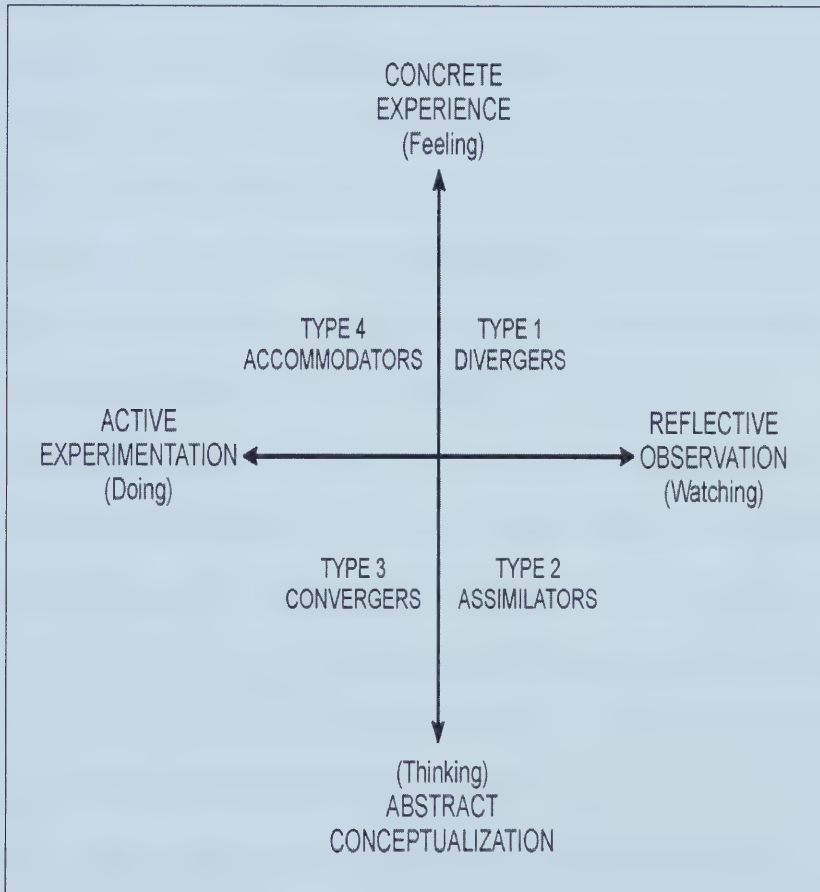 CONCRETE
EXPERIENCE
(Feeling)
TYPE 4
ACCOMMODATORS
TYPE 1
DIVERGERS
ACTIVE
EXPERIMENTATION
(Doing)
REFLECTIVE
OBSERVATION
(Watching)
TYPE 3
CONVERGERS
TYPE 2
ASSIMILATORS
(Thinking)
ABSTRACT
CONCEPTUALIZATION